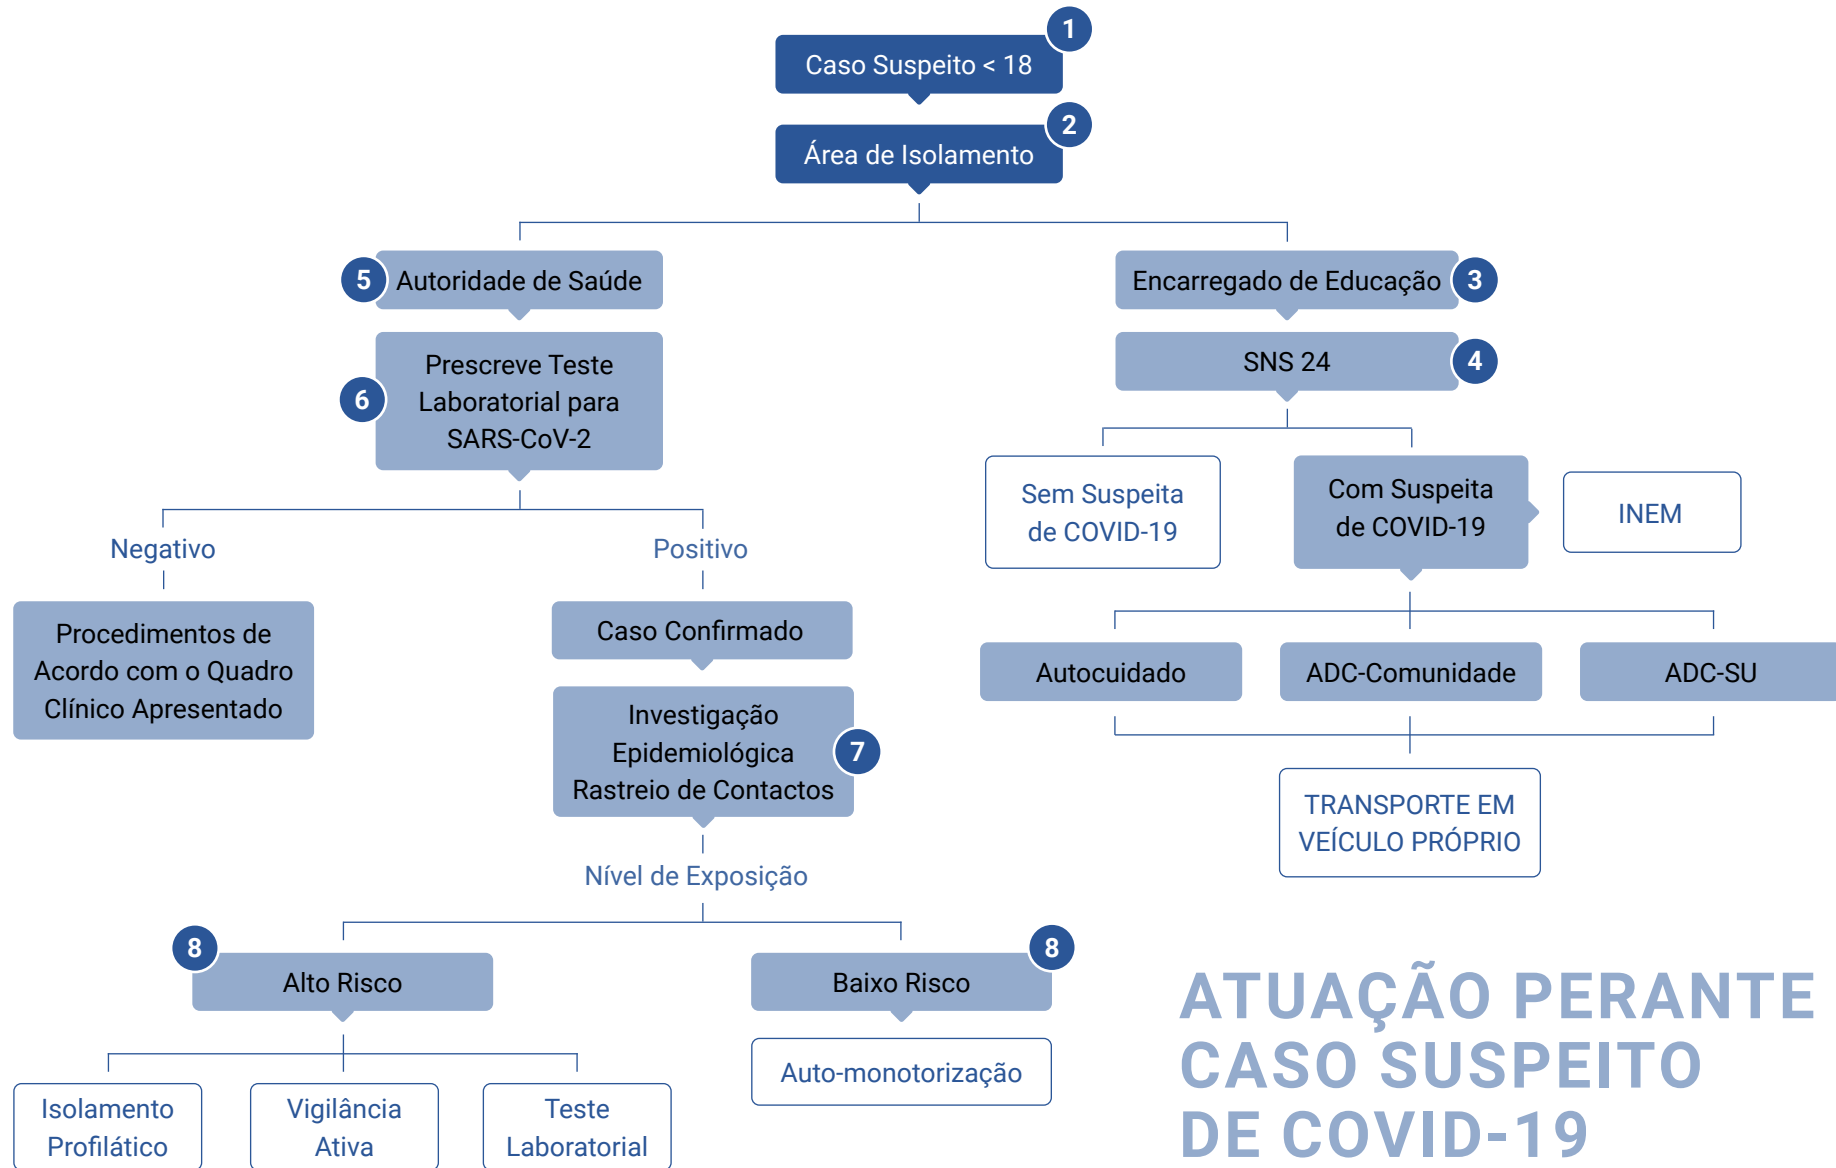 1
Caso Suspeito < 18
2
Área de Isolamento
5
Autoridade de Saúde
Encarregado de Educação
3
6
Prescreve Teste
Laboratorial para
SARS-CoV-2
SNS 24
4
Sem Suspeita
de COVID-19
Com Suspeita
de COVID-19
INEM
Negativo
Positivo
Procedimentos de
Acordo com o Quadro
Clínico Apresentado
Caso Confirmado
Autocuidado
ADC-Comunidade
ADC-SU
Investigação
Epidemiológica
Rastreio de Contactos
7
TRANSPORTE EM
VEÍCULO PRÓPRIO
Nível de Exposição
8
Alto Risco
Baixo Risco
8
Isolamento
Profilático
Vigilância
Ativa
Teste
Laboratorial
Auto-monotorização
ATUAÇÃO PERANTE
CASO SUSPEITO
DE COVID-19